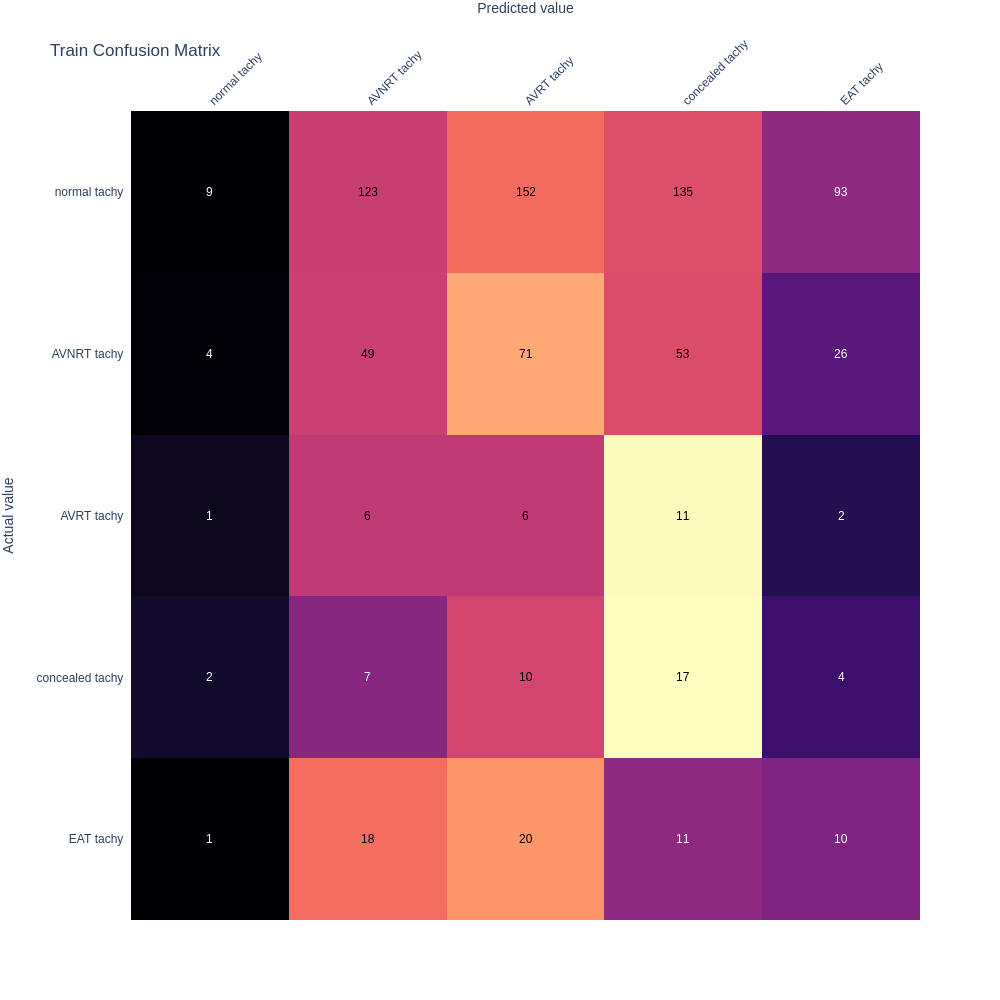 Predicted value
Train Confusion Matrix
normal tachy
AVNRT tachy
AVRT tachy
concealed tachy
EAT tachy
normal tachy 9 123 152 135 93
AVNRT tachy 4 49 71 53 26
AVRT tachy 1 6 6 11 2
concealed tachy 2 7 10 17 4
EAT tachy 1 18 20 11 10
Actual value